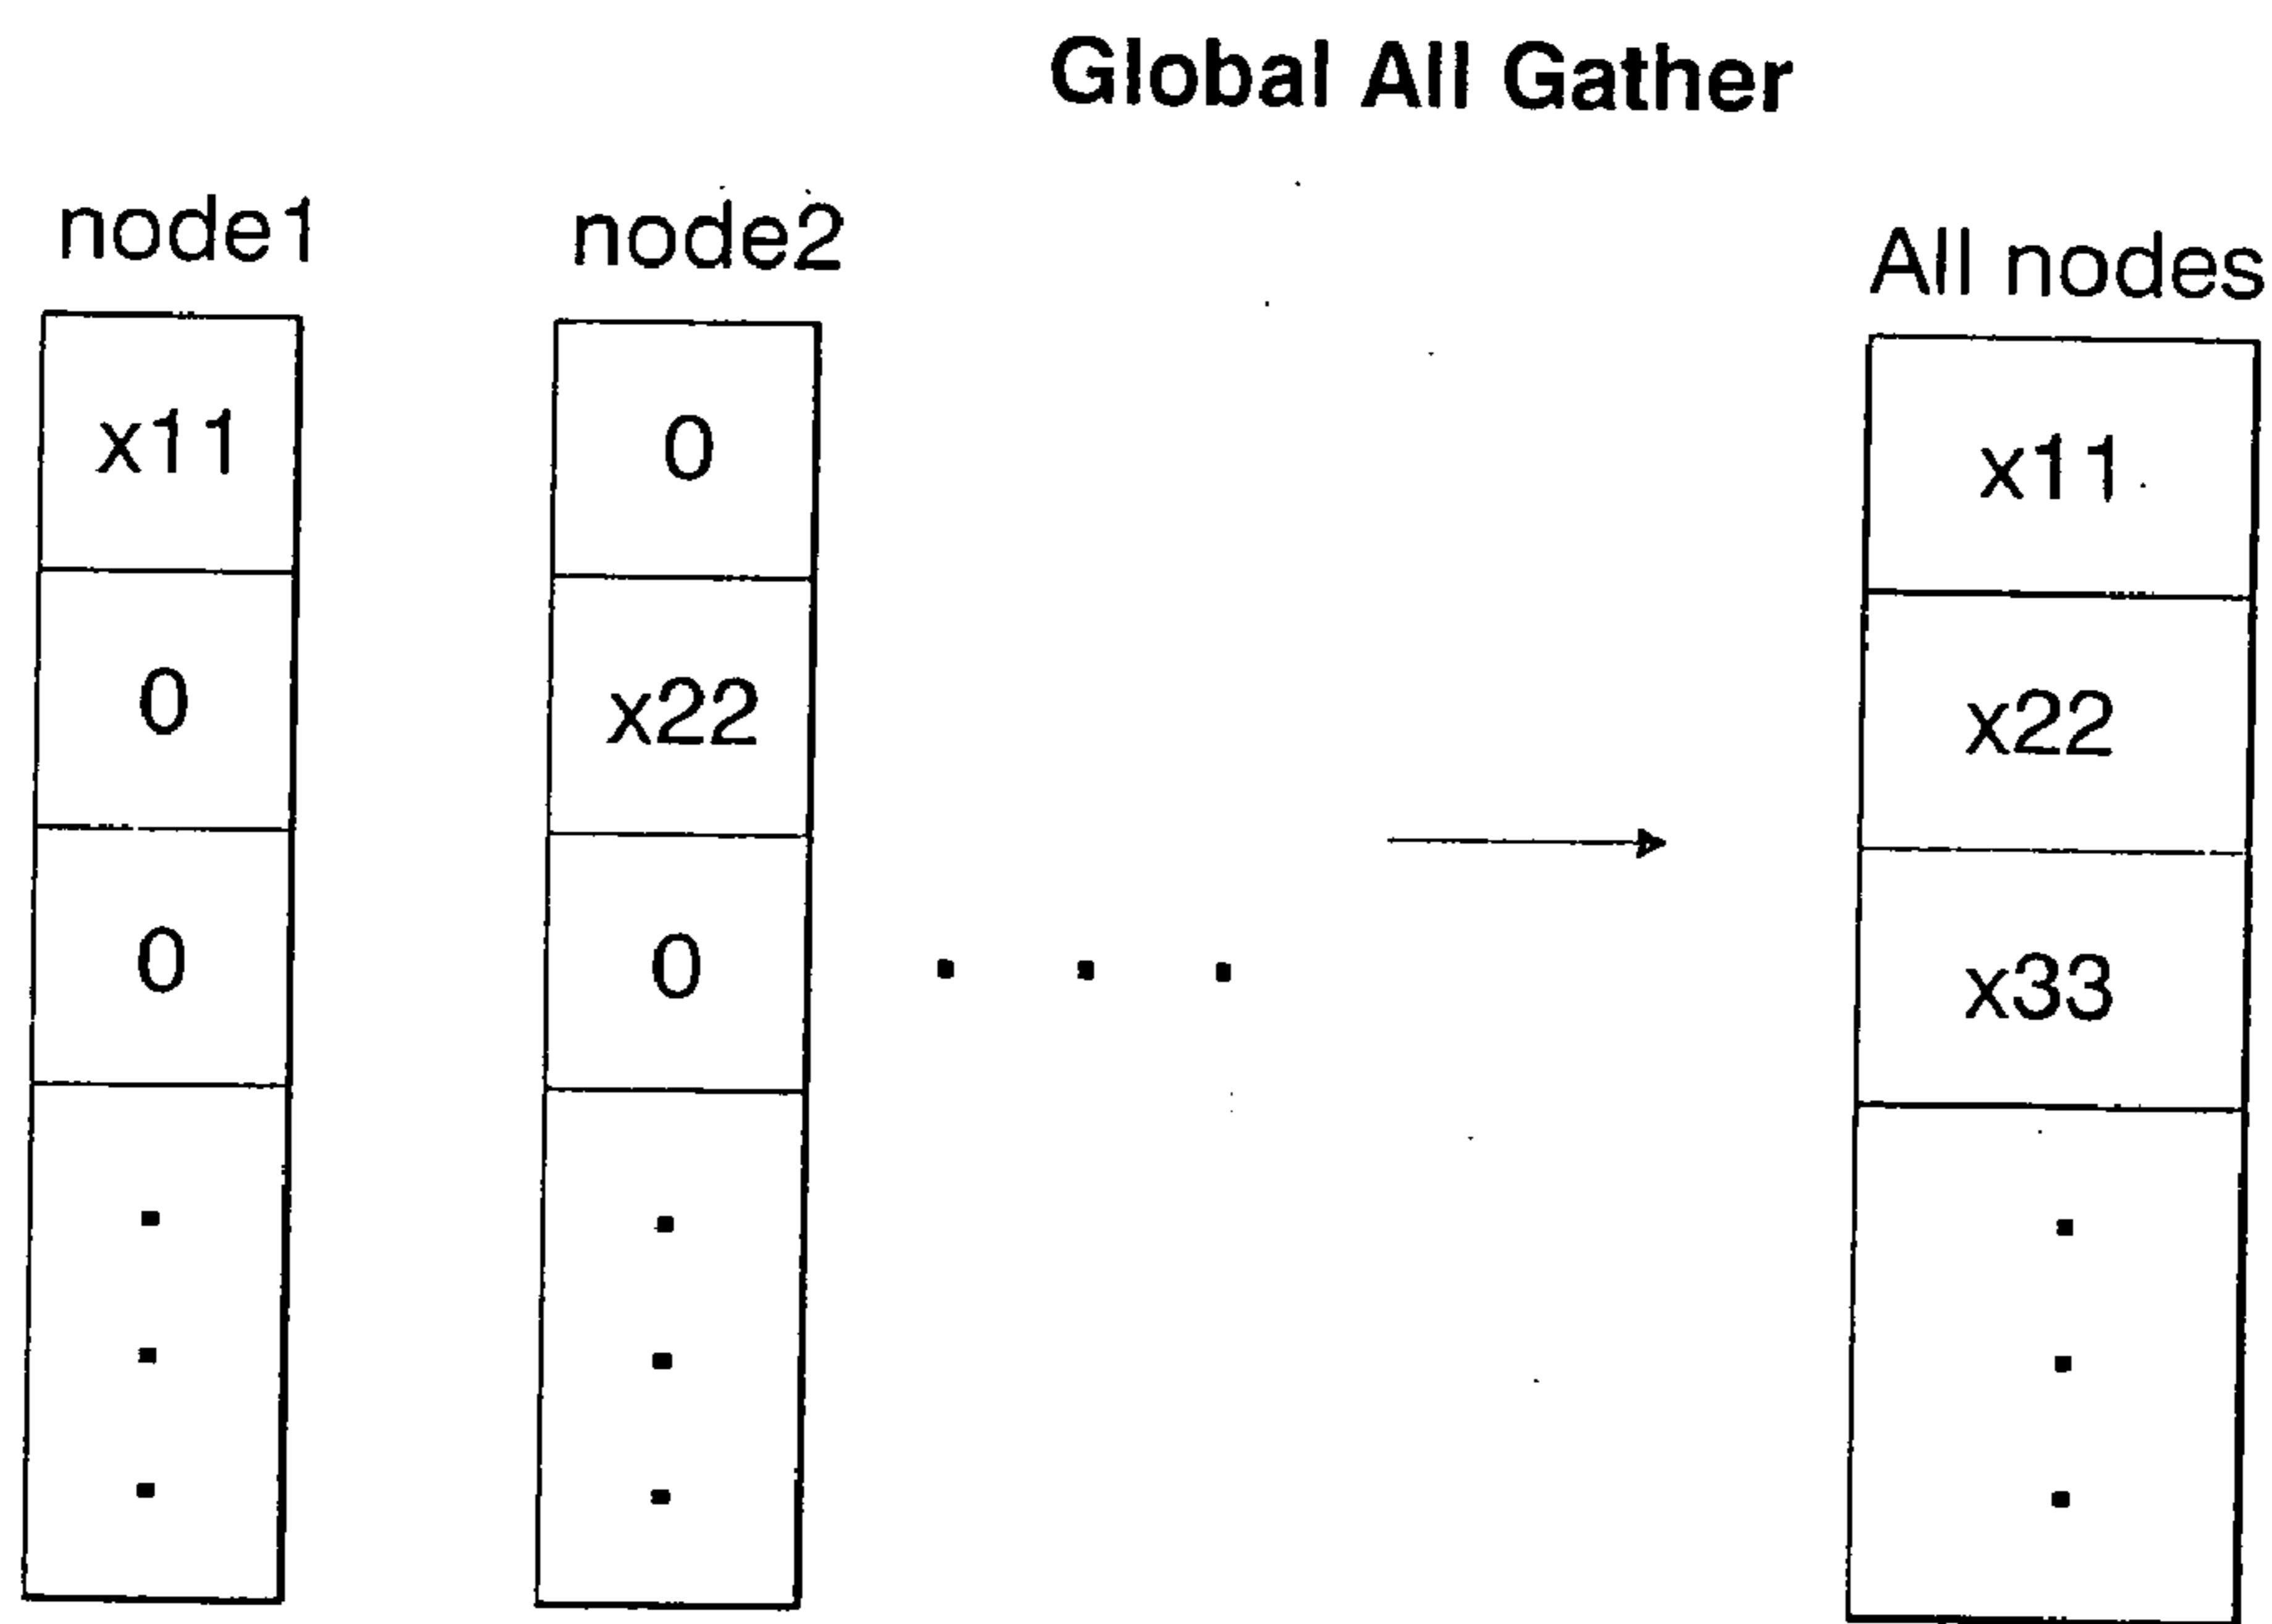 Global All Gather
node1 node2 All nodes
x11 0 x11
0 x22 x22
0 0 x33